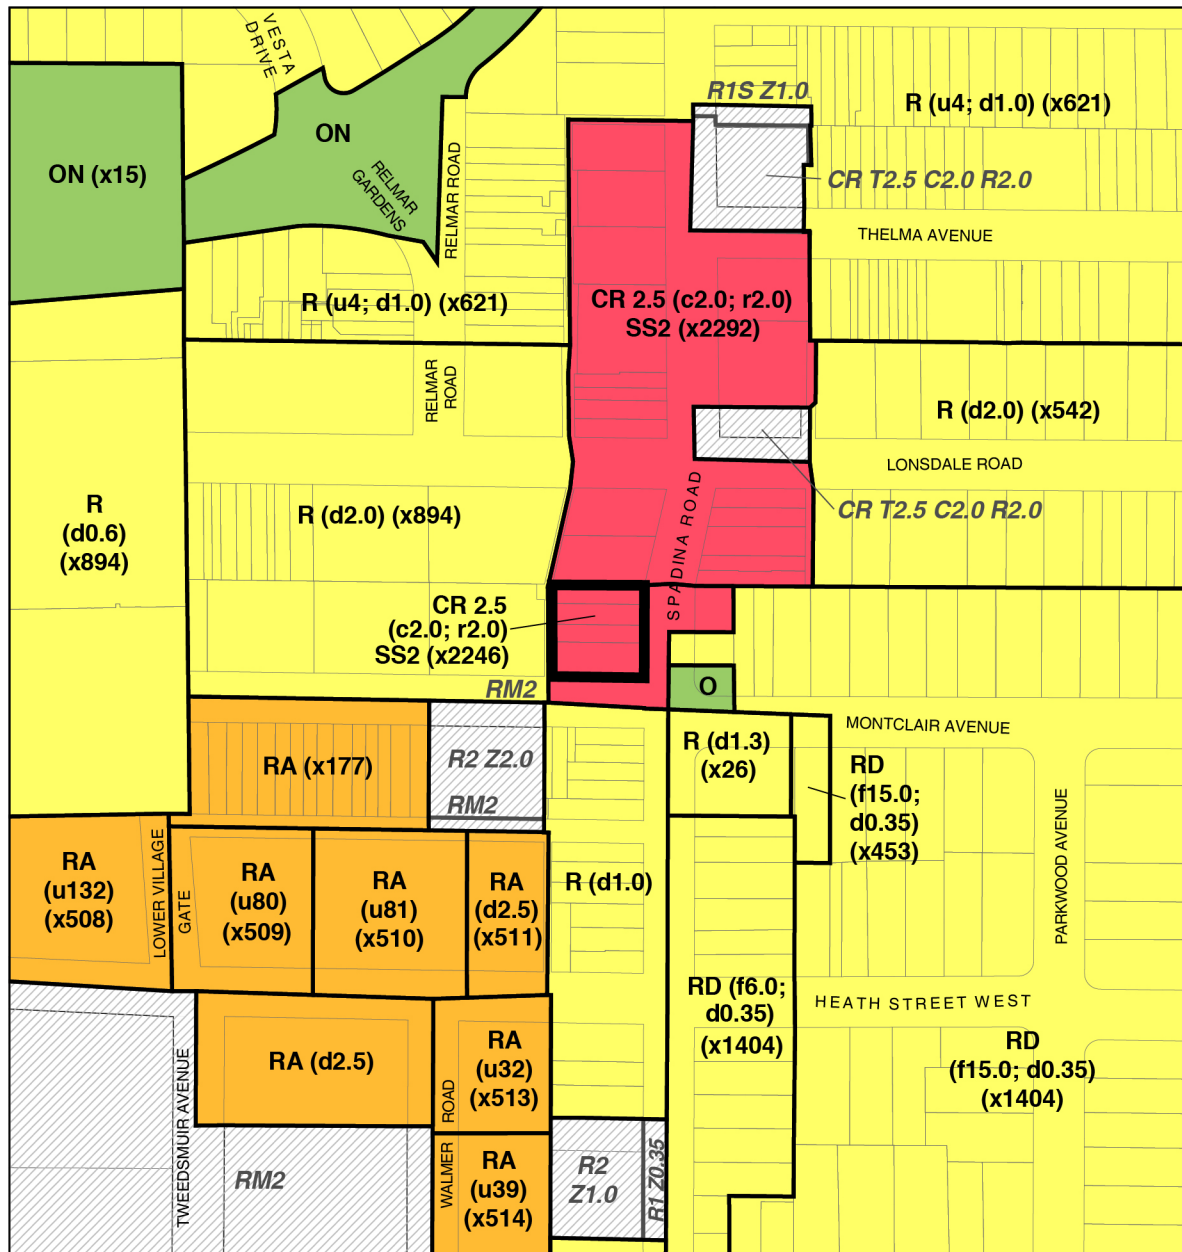 VESTA
DRIVE
R1S Z1.0
R (u4; d1.0) (x621)
ON
ON (x15)
RELMAR
GARDENS
RELMAR ROAD
CR T2.5 C2.0 R2.0
THELMA AVENUE
R (u4; d1.0) (x621)
CR 2.5 (c2.0; r2.0)
SS2 (x2292)
RELMAR
ROAD
R (d2.0) (x542)
LONSDALE ROAD
R
(d0.6)
(x894)
R (d2.0) (x894)
CR T2.5 C2.0 R2.0
SPADINA ROAD
CR 2.5
(c2.0; r2.0)
SS2 (x2246)
RM2
O
MONTCLAIR AVENUE
R (d1.3)
(x26)
RA (x177)
R2 Z2.0
RM2
RD
(f15.0;
d0.35)
(x453)
PARKWOOD AVENUE
RA
(u132)
(x508)
LOWER VILLAGE
GATE
RA
(u80)
(x509)
RA
(u81)
(x510)
RA
(d2.5)
(x511)
R (d1.0)
RD (f6.0;
d0.35)
(x1404)
HEATH STREET WEST
RD
(f15.0; d0.35)
(x1404)
RA (d2.5)
RA
(u32)
(x513)
TWEEDSMUIR AVENUE
WALMER
ROAD
RM2
RA
(u39)
(x514)
R2
Z1.0
R1 Z0.35